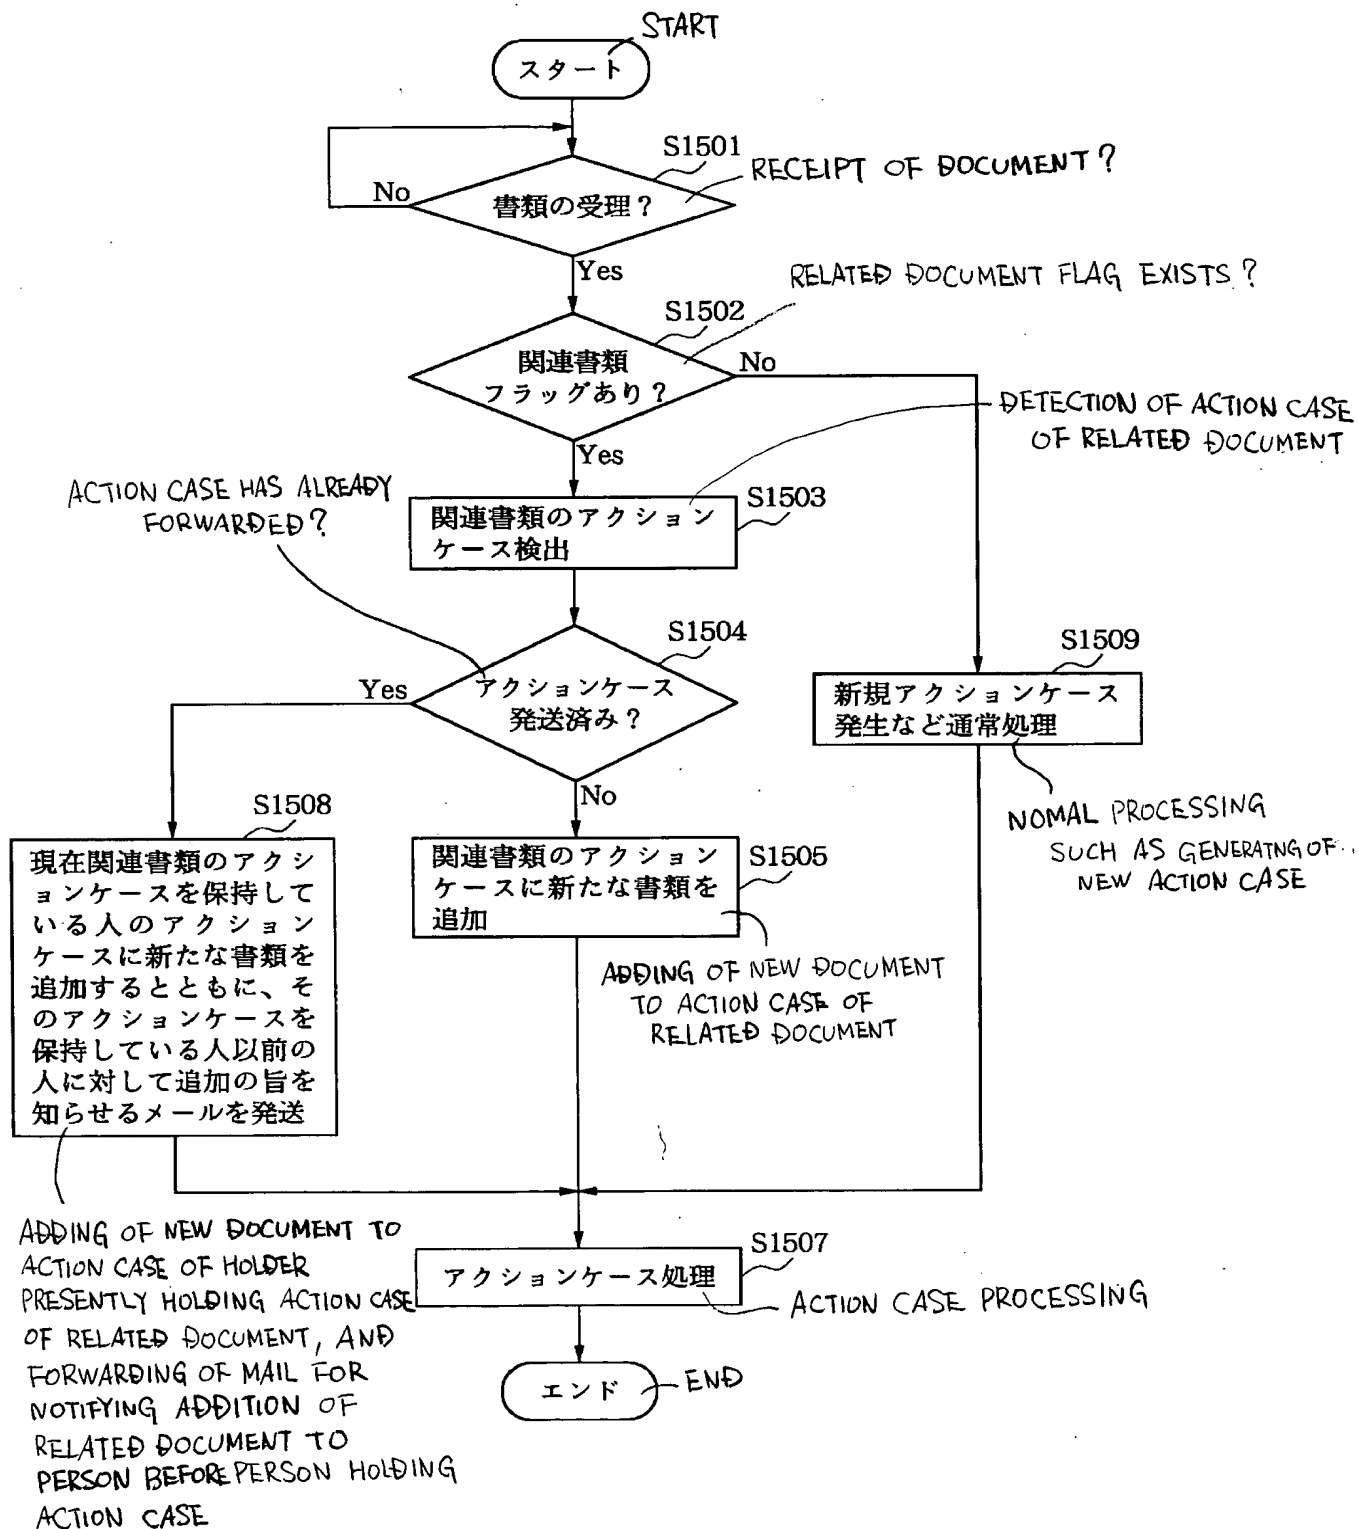 START
スタート
S1501
RECEIPT OF DOCUMENT?
No
書類の受理？
Yes
RELATED DOCUMENT FLAG EXISTS?
S1502
関連書類
フラッグあり？
No
DETECTION OF ACTION CASE
OF RELATED DOCUMENT
Yes
ACTION CASE HAS ALREADY
FORWARDED?
S1503
関連書類のアクション
ケース検出
S1504
Yes
アクションケース
発送済み？
No
S1509
新規アクションケース
発生など通常処理
NOMAL PROCESSING
SUCH AS GENERATNG OF
NEW ACTION CASE
S1508
現在関連書類のアクシ
ョンケースを保持して
いる人のアクション
ケースに新たな書類を
追加するとともに、そ
のアクションケースを
保持している人以前の
人に対して追加の旨を
知らせるメールを発送
S1505
関連書類のアクション
ケースに新たな書類を
追加
ADDING OF NEW DOCUMENT
TO ACTION CASE OF
RELATED DOCUMENT
ADDING OF NEW DOCUMENT TO
ACTION CASE OF HOLDER
PRESENTLY HOLDING ACTION CASE
OF RELATED DOCUMENT, AND
FORWARDING OF MAIL FOR
NOTIFYING ADDITION OF
RELATED DOCUMENT TO
PERSON BEFORE PERSON HOLDING
ACTION CASE
S1507
アクションケース処理
ACTION CASE PROCESSING
エンド
END